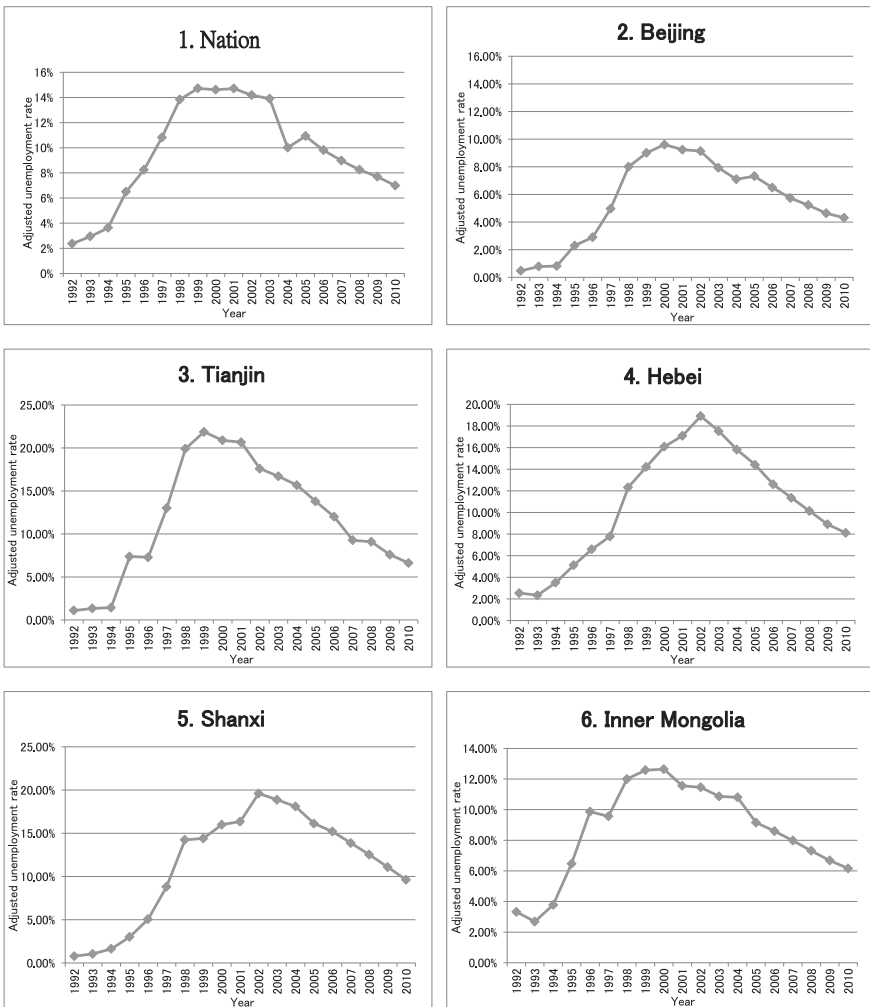 1. Nation
Adjusted unemployment rate
16%
14%
12%
10%
8%
6%
4%
2%
0%
1992 1993 1994 1995 1996 1997 1998 1999 2000 2001 2002 2003 2004 2005 2006 2007 2008 2009 2010
Year
2. Beijing
Adjusted unemployment rate
16.00%
14.00%
12.00%
10.00%
8.00%
6.00%
4.00%
2.00%
0.00%
1992 1993 1994 1995 1996 1997 1998 1999 2000 2001 2002 2003 2004 2005 2006 2007 2008 2009 2010
Year
3. Tianjin
Adjusted unemployment rate
25.00%
20.00%
15.00%
10.00%
5.00%
0.00%
1992 1993 1994 1995 1996 1997 1998 1999 2000 2001 2002 2003 2004 2005 2006 2007 2008 2009 2010
Year
4. Hebei
Adjusted unemployment rate
20.00%
18.00%
16.00%
14.00%
12.00%
10.00%
8.00%
6.00%
4.00%
2.00%
0.00%
1992 1993 1994 1995 1996 1997 1998 1999 2000 2001 2002 2003 2004 2005 2006 2007 2008 2009 2010
Year
5. Shanxi
Adjusted unemployment rate
25.00%
20.00%
15.00%
10.00%
5.00%
0.00%
1992 1993 1994 1995 1996 1997 1998 1999 2000 2001 2002 2003 2004 2005 2006 2007 2008 2009 2010
Year
6. Inner Mongolia
Adjusted unemployment rate
14.00%
12.00%
10.00%
8.00%
6.00%
4.00%
2.00%
0.00%
1992 1993 1994 1995 1996 1997 1998 1999 2000 2001 2002 2003 2004 2005 2006 2007 2008 2009 2010
Year